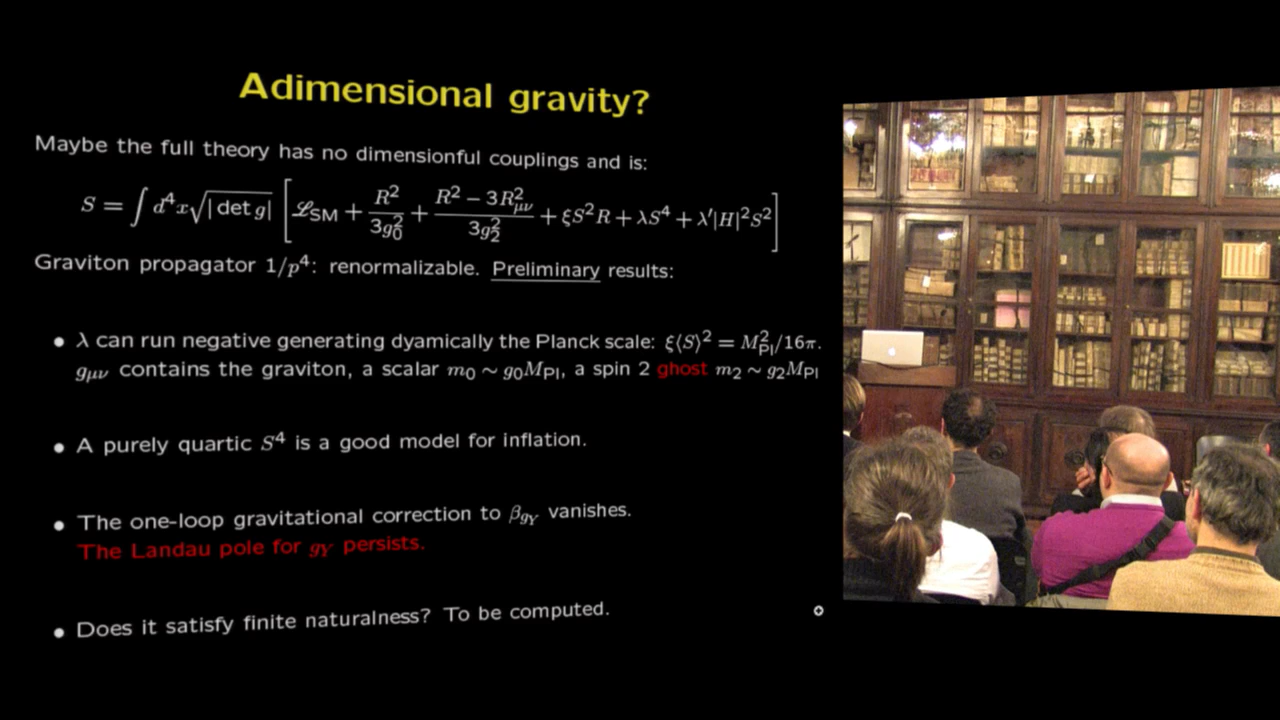 Adimensional gravity?
Maybe the full theory has no dimensionful couplings and is:
S = ∫ d⁴x √|det g| [ ℒ_SM + R²/3g₀² + (R² − 3R²_μν)/3g₂² + ξS²R + λS⁴ + λ′|H|²S² ]
Graviton propagator 1/p⁴: renormalizable. Preliminary results:
• λ can run negative generating dyamically the Planck scale: ξ⟨S⟩² = M²_Pl/16π.
g_μν contains the graviton, a scalar m₀ ∼ g₀M_Pl, a spin 2 ghost m₂ ∼ g₂M_Pl
• A purely quartic S⁴ is a good model for inflation.
• The one-loop gravitational correction to β_g_Y vanishes.
The Landau pole for g_Y persists.
• Does it satisfy finite naturalness? To be computed.